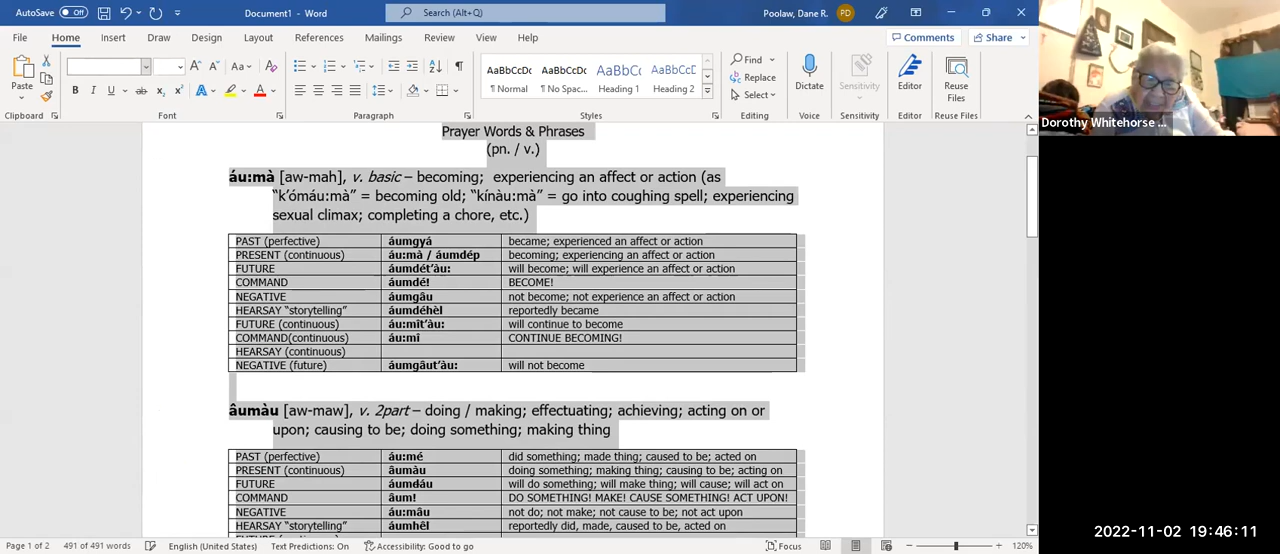 AutoSave Off Document1 - Word Search (Alt+Q) Poolaw, Dane R. PD
File Home Insert Draw Design Layout References Mailings Review View Help Comments Share
Paste
Clipboard
Font
Paragraph
AaBbCcDc AaBbCcDc AaBbCc AaBbCcD
¶ Normal ¶ No Spac... Heading 1 Heading 2
Styles
Find
Replace
Select
Editing
Dictate
Voice
Sensitivity
Sensitivity
Editor
Editor
Reuse Files
Reuse Files
Prayer Words & Phrases
(pn. / v.)
áu:mà [aw-mah], v. basic – becoming; experiencing an affect or action (as
“k’ómáu:mà” = becoming old; “kínàu:mà” = go into coughing spell; experiencing
sexual climax; completing a chore, etc.)
PAST (perfective) áumgyá became; experienced an affect or action
PRESENT (continuous) áu:mà / áumdép becoming; experiencing an affect or action
FUTURE áumdét’àu: will become; will experience an affect or action
COMMAND áumdé! BECOME!
NEGATIVE áumgâu not become; not experience an affect or action
HEARSAY “storytelling” áumdéhèl reportedly became
FUTURE (continuous) áu:mît’àu: will continue to become
COMMAND(continuous) áu:mî CONTINUE BECOMING!
HEARSAY (continuous)
NEGATIVE (future) áumgâut’àu: will not become
âumàu [aw-maw], v. 2part – doing / making; effectuating; achieving; acting on or
upon; causing to be; doing something; making thing
PAST (perfective) áu:mé did something; made thing; caused to be; acted on
PRESENT (continuous) âumàu doing something; making thing; causing to be; acting on
FUTURE áumdáu will do something; will make thing; will cause; will act on
COMMAND âum! DO SOMETHING! MAKE! CAUSE SOMETHING! ACT UPON!
NEGATIVE áu:mâu not do; not make; not cause to be; not act upon
HEARSAY “storytelling” áumhêl reportedly did, made, caused to be, acted on
Page 1 of 2 491 of 491 words English (United States) Text Predictions: On Accessibility: Good to go Focus 120%
Dorothy Whitehorse ...
2022-11-02 19:46:11